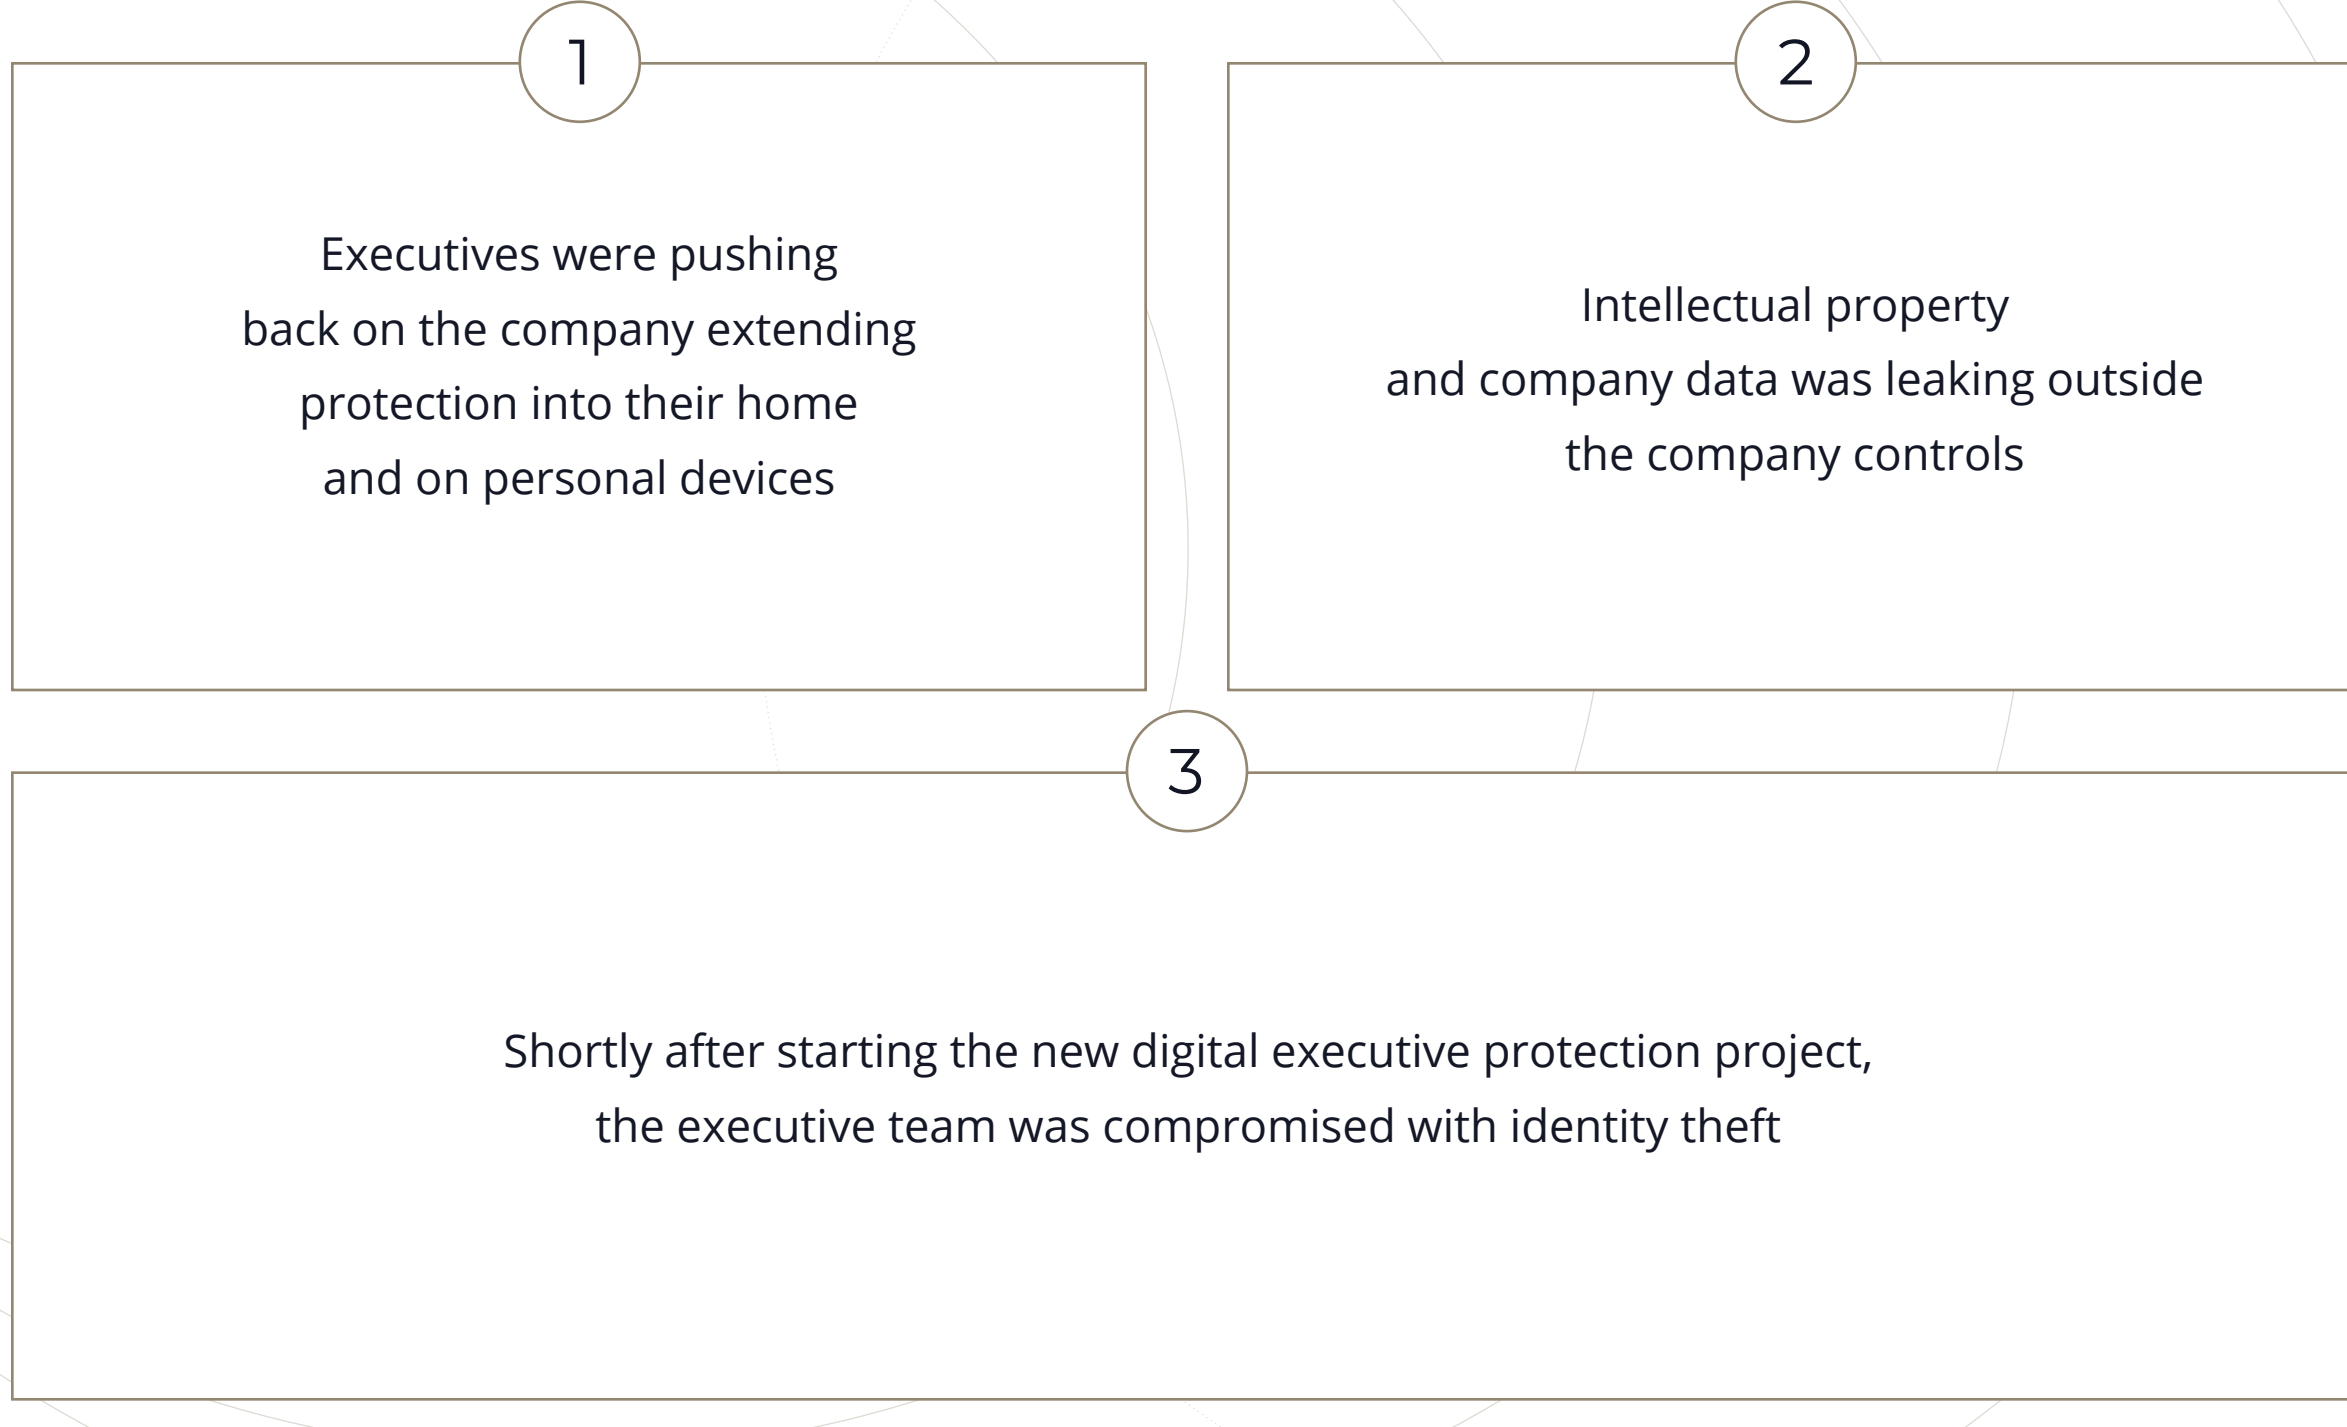 1
Executives were pushing
back on the company extending
protection into their home
and on personal devices
2
Intellectual property
and company data was leaking outside
the company controls
3
Shortly after starting the new digital executive protection project,
the executive team was compromised with identity theft